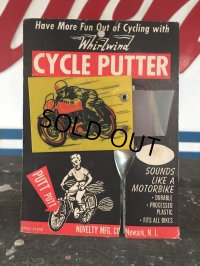 Have More Fun Out of Cycling with
Whirlwind
CYCLE PUTTER
SOLD OUT
PUTT PUTT
SOUNDS
LIKE A
MOTORBIKE
• DURABLE
• PROCESSED
PLASTIC
• FITS ALL BIKES
NOVELTY MFG. CO. Newark, N. J.